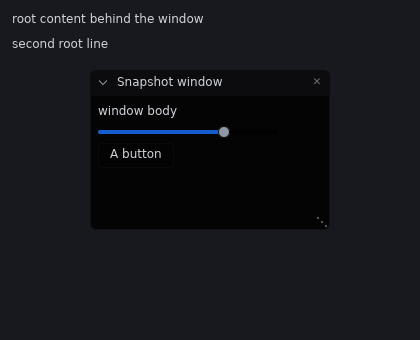 root content behind the window
second root line
Snapshot window
window body
A button